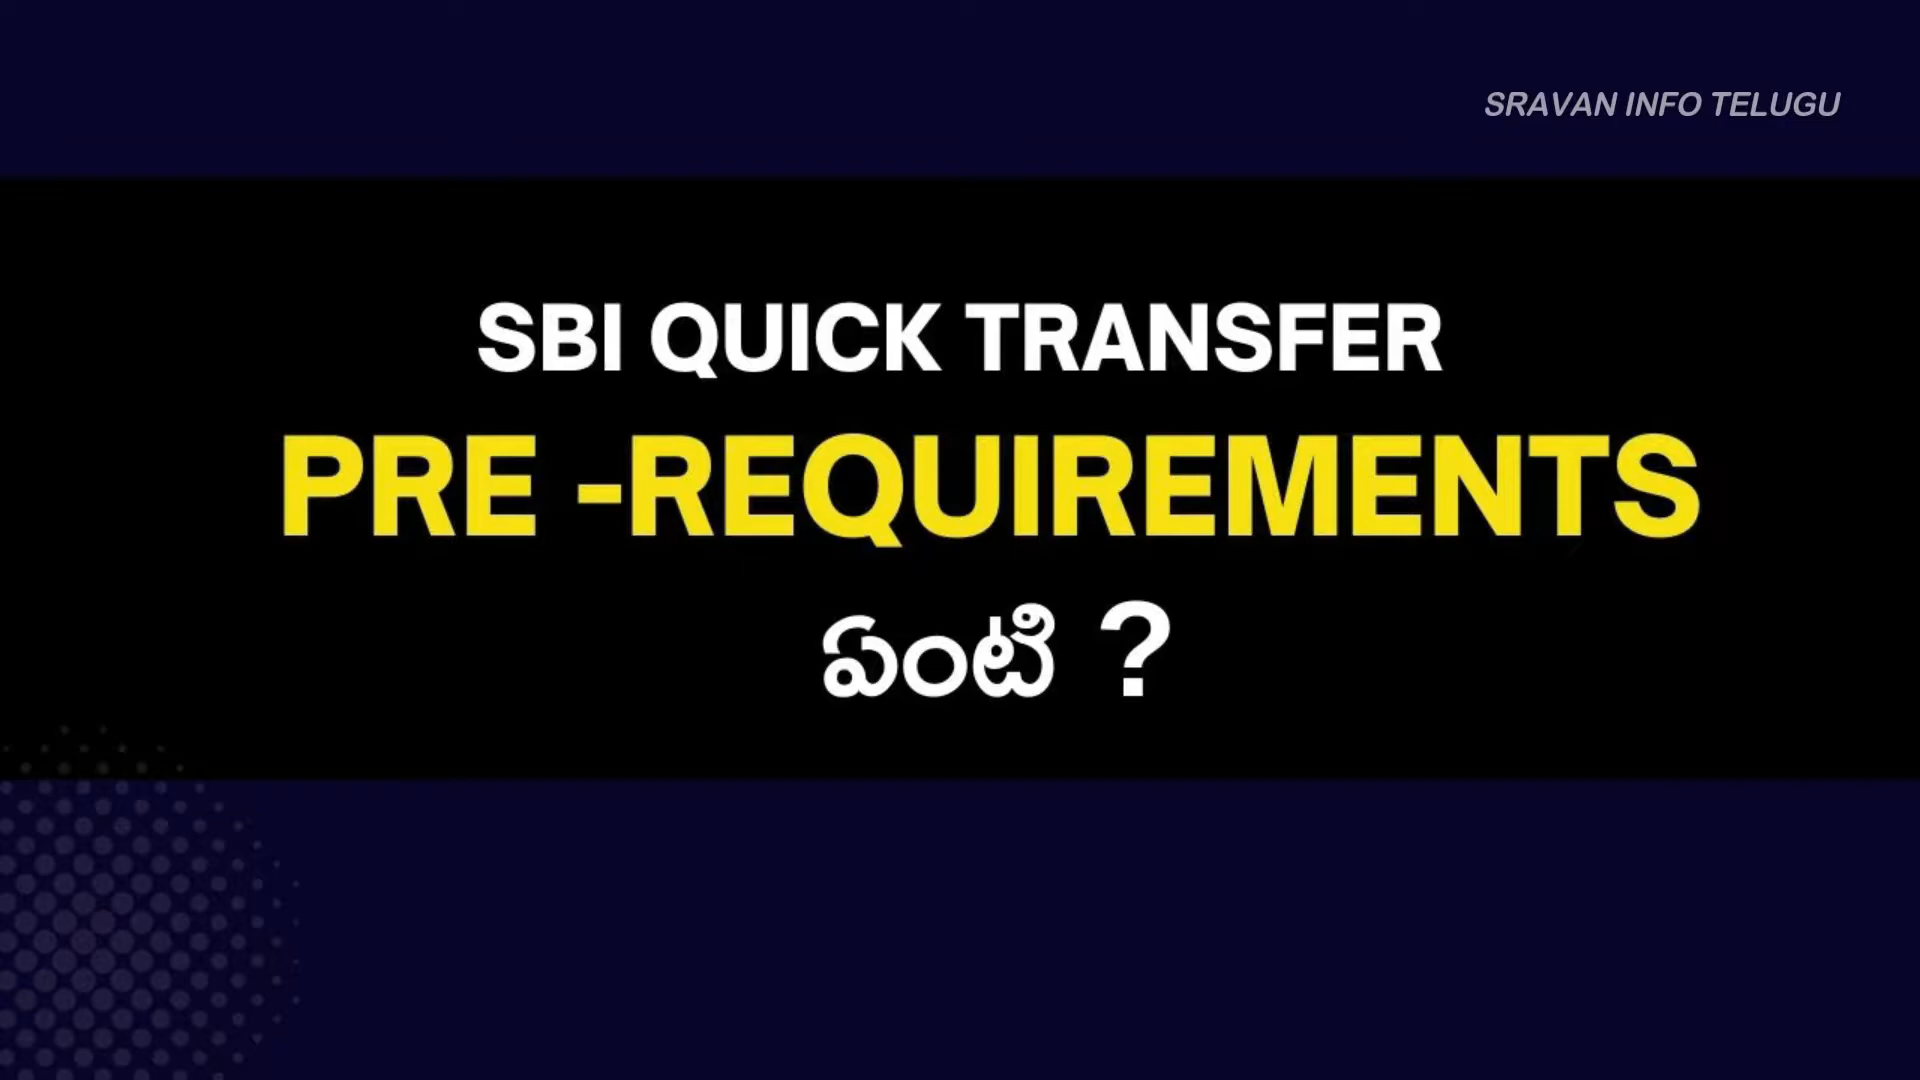 SRAVAN INFO TELUGU
SBI QUICK TRANSFER
PRE -REQUIREMENTS
ఏంటి ?